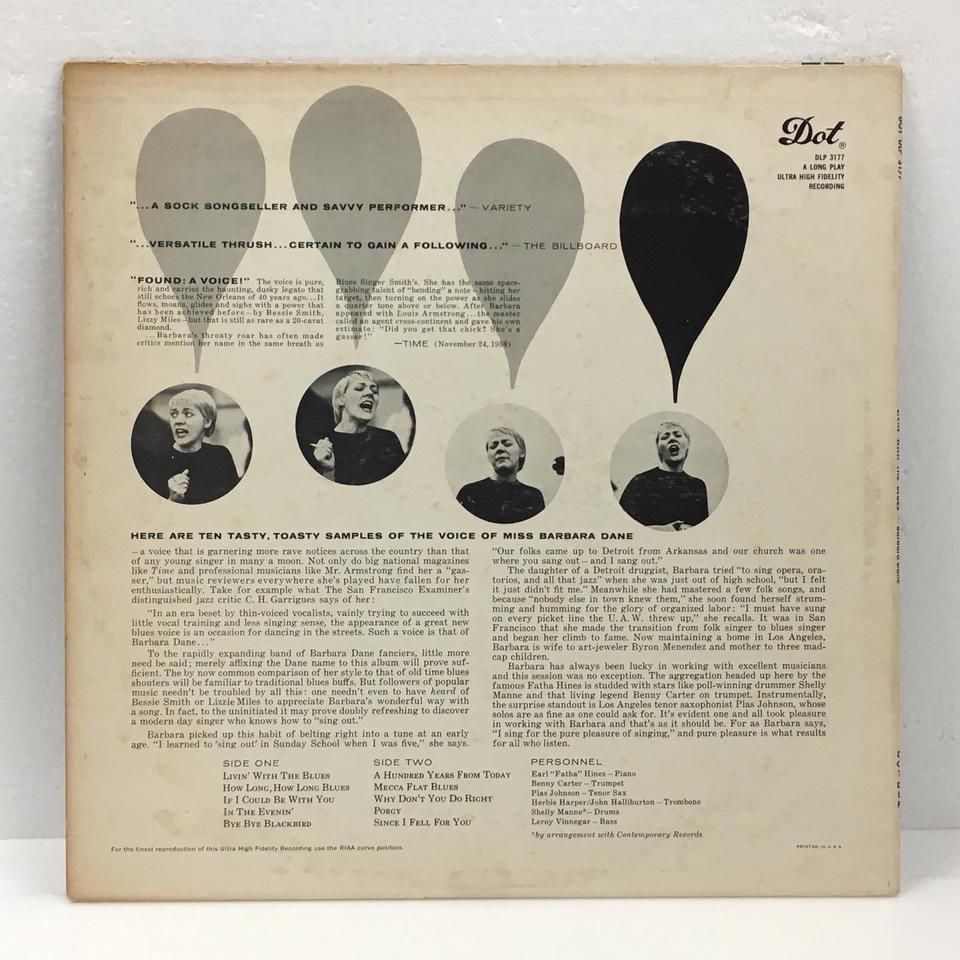 Dot®
DLP 3177
A LONG PLAY
ULTRA HIGH FIDELITY
RECORDING
"...A SOCK SONGSELLER AND SAVVY PERFORMER..." — VARIETY
"...VERSATILE THRUSH...CERTAIN TO GAIN A FOLLOWING..." — THE BILLBOARD
"FOUND: A VOICE!" The voice is pure,
rich and carries the haunting, dusky legato that
still echoes the New Orleans of 40 years ago...It
flows, moans, glides and sighs with a power that
has been achieved before — by Bessie Smith,
Lizzy Miles — but that is still as rare as a 20-carat
diamond.
...Barbara's throaty roar has often made
critics mention her name in the same breath as
Blues Singer Smith's. She has the same space-
grabbing talent of "bending" a note — hitting her
target, then turning on the power as she slides
a quarter tone above or below. After Barbara
appeared with Louis Armstrong...the master
called an agent cross-continent and gave his own
estimate: "Did you get that chick? She's a
gasser!"
—TIME (November 24, 1958)
HERE ARE TEN TASTY, TOASTY SAMPLES OF THE VOICE OF MISS BARBARA DANE
— a voice that is garnering more rave notices across the country than that
of any young singer in many a moon. Not only do big national magazines
like Time and professional musicians like Mr. Armstrong find her a "gas-
ser," but music reviewers everywhere she's played have fallen for her
enthusiastically. Take for example what The San Francisco Examiner's
distinguished jazz critic C. H. Garrigues says of her:
"In an era beset by thin-voiced vocalists, vainly trying to succeed with
little vocal training and less singing sense, the appearance of a great new
blues voice is an occasion for dancing in the streets. Such a voice is that of
Barbara Dane..."
To the rapidly expanding band of Barbara Dane fanciers, little more
need be said; merely affixing the Dane name to this album will prove suf-
ficient. The by now common comparison of her style to that of old time blues
shouters will be familiar to traditional blues buffs. But followers of popular
music needn't be troubled by all this: one needn't even to have heard of
Bessie Smith or Lizzie Miles to appreciate Barbara's wonderful way with
a song. In fact, to the uninitiated it may prove doubly refreshing to discover
a modern day singer who knows how to "sing out."
Barbara picked up this habit of belting right into a tune at an early
age. "I learned to 'sing out' in Sunday School when I was five," she says.
"Our folks came up to Detroit from Arkansas and our church was one
where you sang out – and I sang out."
The daughter of a Detroit druggist, Barbara tried "to sing opera, ora-
torios, and all that jazz" when she was just out of high school, "but I felt
it just didn't fit me." Meanwhile she had mastered a few folk songs, and
because "nobody else in town knew them," she soon found herself strum-
ming and humming for the glory of organized labor: "I must have sung
on every picket line the U.A.W. threw up," she recalls. It was in San
Francisco that she made the transition from folk singer to blues singer
and began her climb to fame. Now maintaining a home in Los Angeles,
Barbara is wife to art-jeweler Byron Menendez and mother to three mad-
cap children.
Barbara has always been lucky in working with excellent musicians
and this session was no exception. The aggregation headed up here by the
famous Fatha Hines is studded with stars like poll-winning drummer Shelly
Manne and that living legend Benny Carter on trumpet. Instrumentally,
the surprise standout is Los Angeles tenor saxophonist Plas Johnson, whose
solos are as fine as one could ask for. It's evident one and all took pleasure
in working with Barbara and that's as it should be. For as Barbara says,
"I sing for the pure pleasure of singing," and pure pleasure is what results
for all who listen.
SIDE ONE
LIVIN' WITH THE BLUES
HOW LONG, HOW LONG BLUES
IF I COULD BE WITH YOU
IN THE EVENIN'
BYE BYE BLACKBIRD
SIDE TWO
A HUNDRED YEARS FROM TODAY
MECCA FLAT BLUES
WHY DON'T YOU DO RIGHT
PORGY
SINCE I FELL FOR YOU
PERSONNEL
Earl "Fatha" Hines – Piano
Benny Carter – Trumpet
Plas Johnson – Tenor Sax
Herbie Harper/John Halliburton – Trombone
Shelly Manne* – Drums
Leroy Vinnegar – Bass
*by arrangement with Contemporary Records
For the finest reproduction of this Ultra High Fidelity Recording use the RIAA curve position.
PRINTED IN U.S.A.